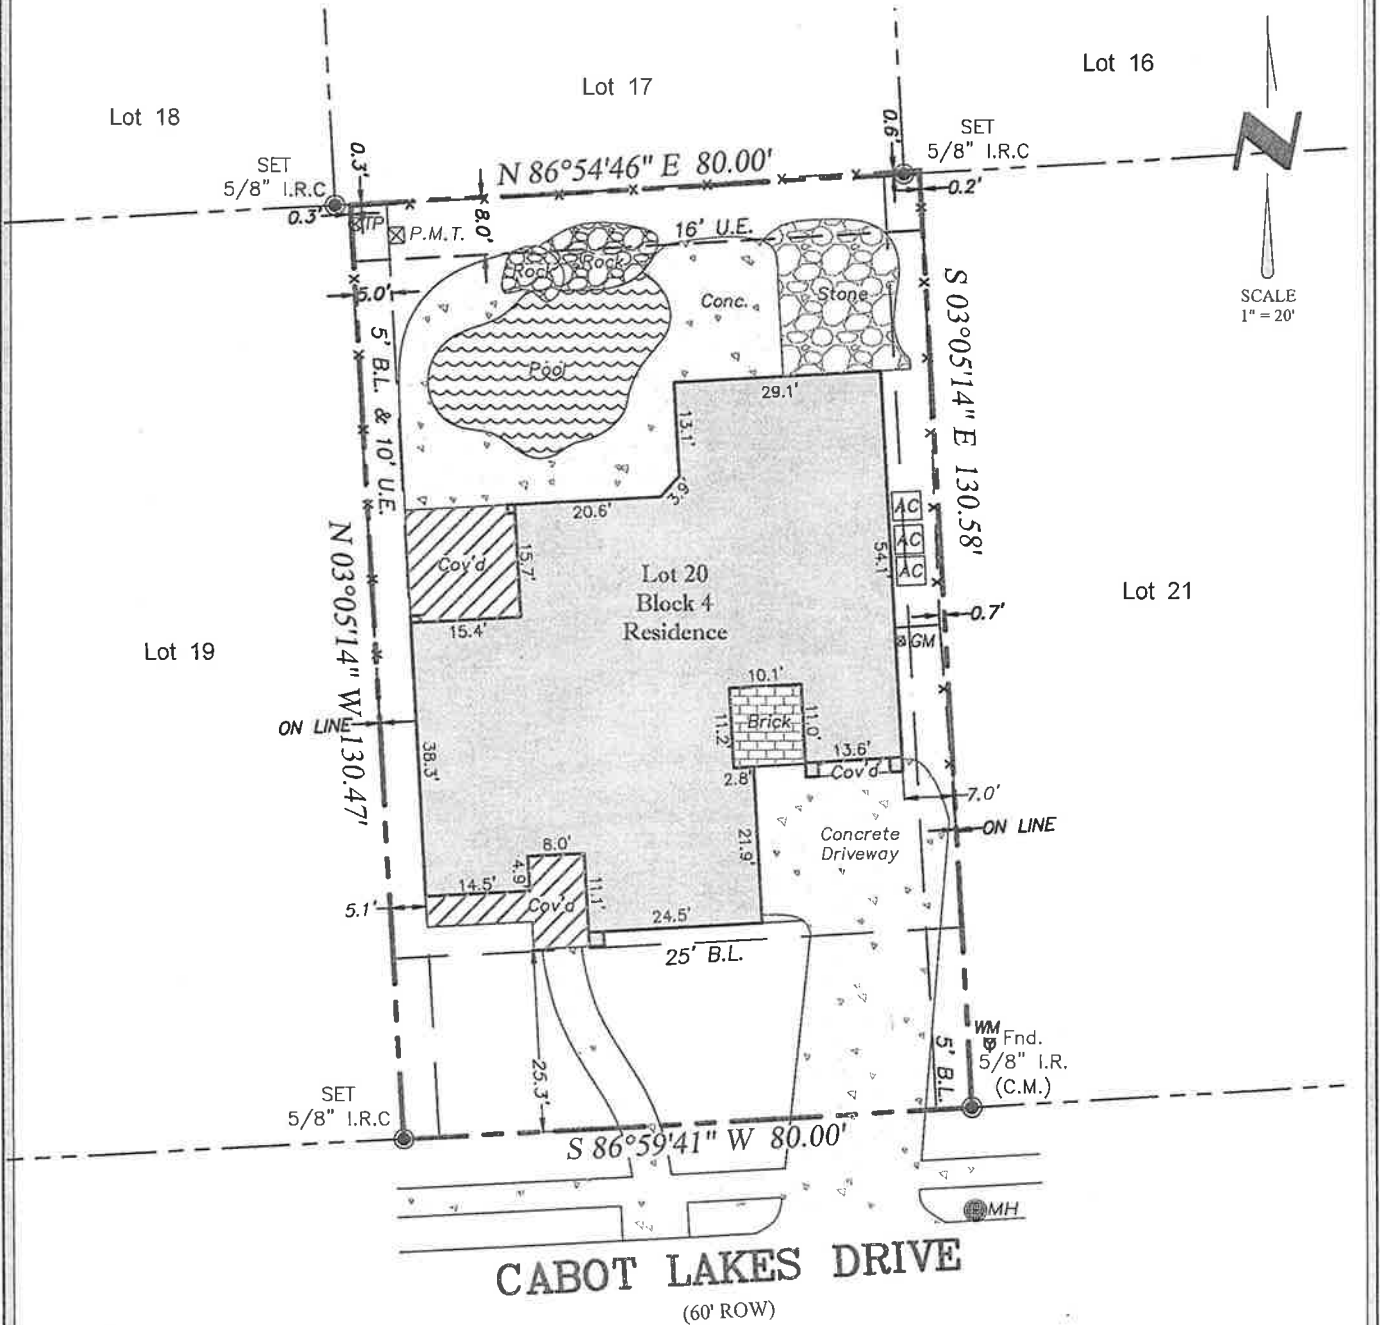 Lot 18
Lot 17
Lot 16
SET
5/8" I.R.C
0.3'
0.3'
N 86°54'46" E 80.00'
0.6'
SET
5/8" I.R.C
0.2'
N
SCALE
1" = 20'
TP
P.M.T.
8.0'
16' U.E.
Rock
Rock
Conc.
Stone
5.0'
5' B.L. & 10' U.E.
Pool
29.1'
13.1'
3.9'
20.6'
S 03°05'14" E 130.58'
AC
AC
AC
54.1'
Cov'd
15.7'
15.4'
Lot 20
Block 4
Residence
Lot 21
0.7'
GM
Lot 19
N 03°05'14" W 130.47'
ON LINE
38.3'
10.1'
11.2'
Brick
11.0'
13.6'
2.8'
Cov'd
7.0'
ON LINE
Concrete
Driveway
21.9'
8.0'
4.9'
14.5'
Cov'd
11.1'
5.1'
24.5'
25' B.L.
25.3'
WM
Fnd.
5/8" I.R.
(C.M.)
5' B.L.
SET
5/8" I.R.C
S 86°59'41" W 80.00'
MH
CABOT LAKES DRIVE
(60' ROW)